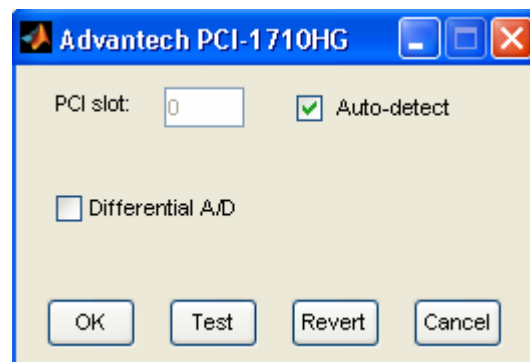 Advantech PCI-1710HG
PCI slot: 0 Auto-detect
Differential A/D
OK Test Revert Cancel